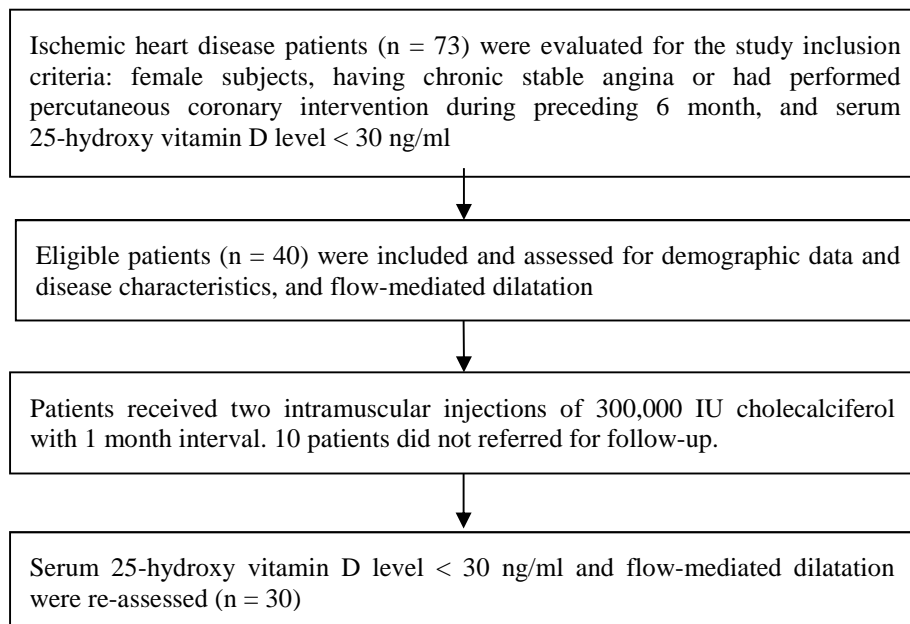 Ischemic heart disease patients (n = 73) were evaluated for the study inclusion
criteria: female subjects, having chronic stable angina or had performed
percutaneous coronary intervention during preceding 6 month, and serum
25-hydroxy vitamin D level < 30 ng/ml
Eligible patients (n = 40) were included and assessed for demographic data and
disease characteristics, and flow-mediated dilatation
Patients received two intramuscular injections of 300,000 IU cholecalciferol
with 1 month interval. 10 patients did not referred for follow-up.
Serum 25-hydroxy vitamin D level < 30 ng/ml and flow-mediated dilatation
were re-assessed (n = 30)